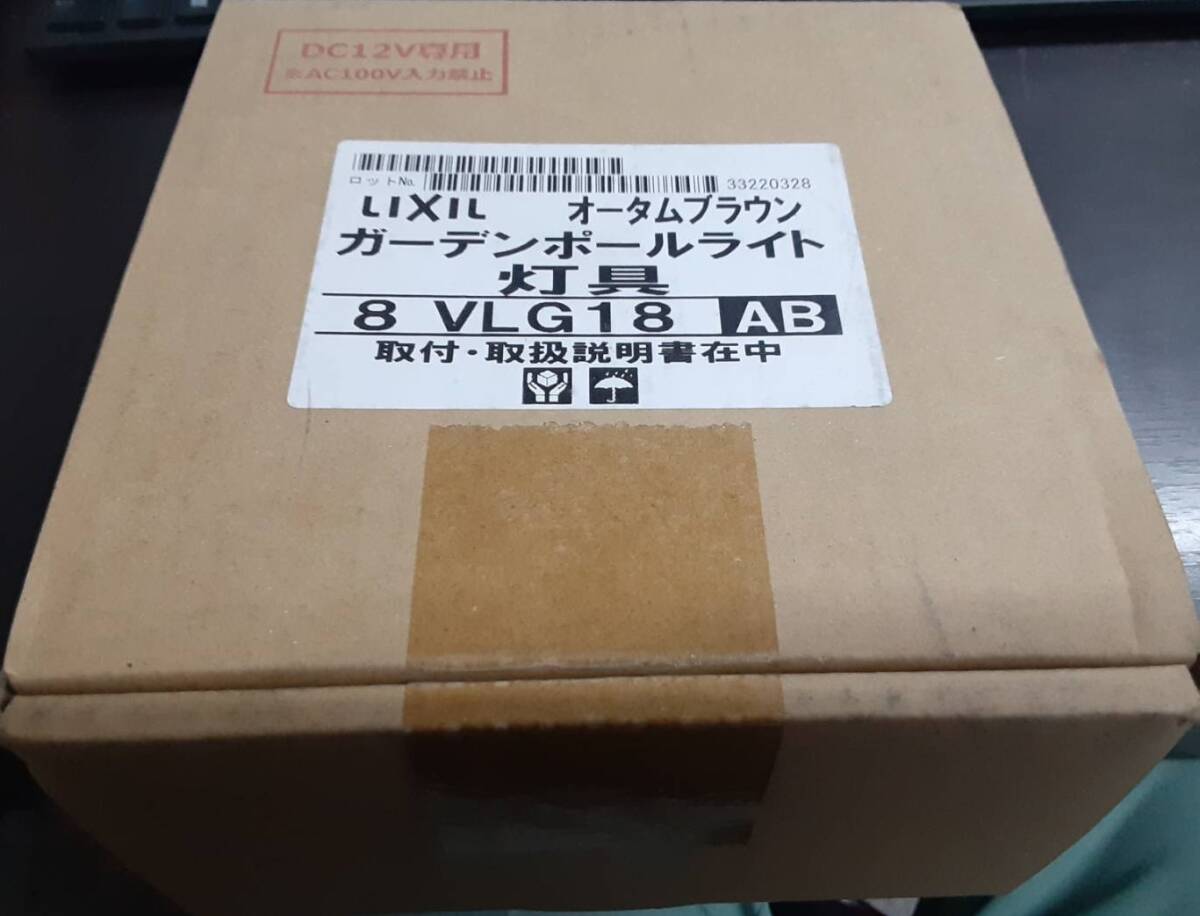 DC12V専用
※AC100V入力禁止
ロットNo. 33220328
LIXIL オータムブラウン
ガーデンポールライト
灯具
8 VLG18 AB
取付・取扱説明書在中